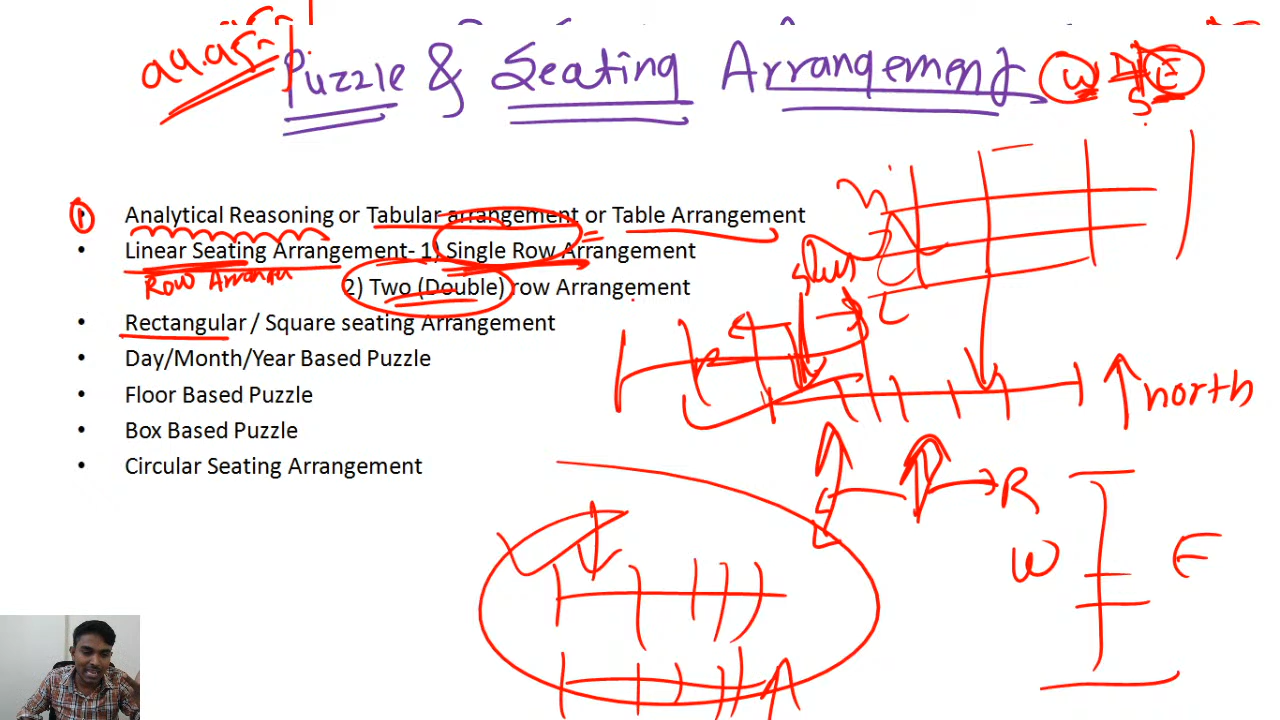 99.95% Puzzle & Seating Arrangement W E
S
• Analytical Reasoning or Tabular arrangement or Table Arrangement
• Linear Seating Arrangement- 1) Single Row Arrangement
Row Arrange
2) Two (Double) row Arrangement
• Rectangular / Square seating Arrangement
• Day/Month/Year Based Puzzle
• Floor Based Puzzle
• Box Based Puzzle
• Circular Seating Arrangement
north
R
W E